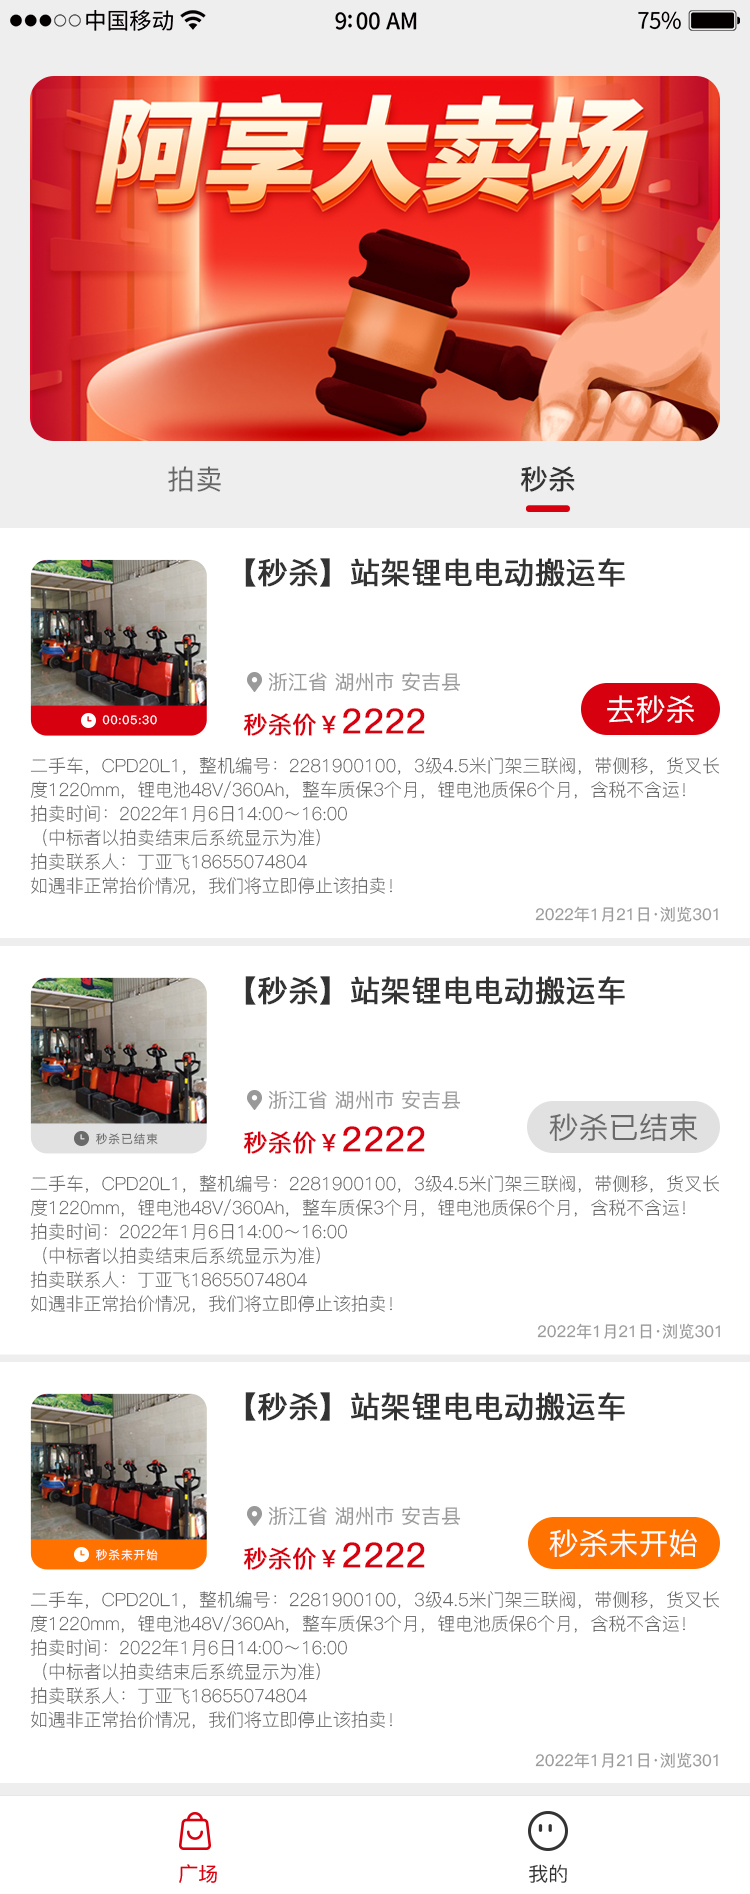 中国移动
9:00 AM
75%
阿享大卖场
拍卖
秒杀
【秒杀】站架锂电电动搬运车
浙江省 湖州市 安吉县
00:05:30
秒杀价￥2222
去秒杀
二手车，CPD20L1，整机编号：2281900100，3级4.5米门架三联阀，带侧移，货叉长
度1220mm，锂电池48V/360Ah，整车质保3个月，锂电池质保6个月，含税不含运！
拍卖时间：2022年1月6日14:00～16:00
（中标者以拍卖结束后系统显示为准）
拍卖联系人：丁亚飞18655074804
如遇非正常抬价情况，我们将立即停止该拍卖！
2022年1月21日·浏览301
【秒杀】站架锂电电动搬运车
浙江省 湖州市 安吉县
秒杀已结束
秒杀价￥2222
秒杀已结束
二手车，CPD20L1，整机编号：2281900100，3级4.5米门架三联阀，带侧移，货叉长
度1220mm，锂电池48V/360Ah，整车质保3个月，锂电池质保6个月，含税不含运！
拍卖时间：2022年1月6日14:00～16:00
（中标者以拍卖结束后系统显示为准）
拍卖联系人：丁亚飞18655074804
如遇非正常抬价情况，我们将立即停止该拍卖！
2022年1月21日·浏览301
【秒杀】站架锂电电动搬运车
浙江省 湖州市 安吉县
秒杀未开始
秒杀价￥2222
秒杀未开始
二手车，CPD20L1，整机编号：2281900100，3级4.5米门架三联阀，带侧移，货叉长
度1220mm，锂电池48V/360Ah，整车质保3个月，锂电池质保6个月，含税不含运！
拍卖时间：2022年1月6日14:00～16:00
（中标者以拍卖结束后系统显示为准）
拍卖联系人：丁亚飞18655074804
如遇非正常抬价情况，我们将立即停止该拍卖！
2022年1月21日·浏览301
广场
我的